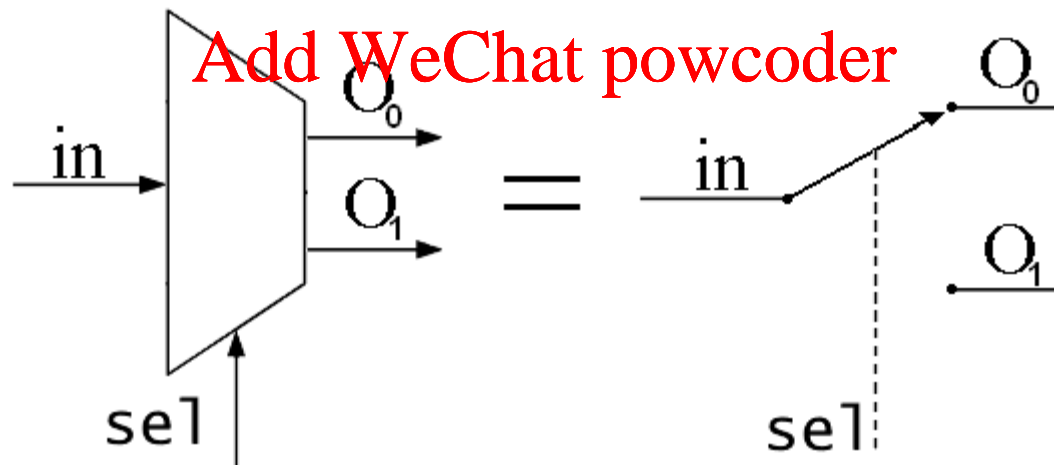 Add WeChat powcoder
O0
O0
in
in
O1
=
O1
sel
sel